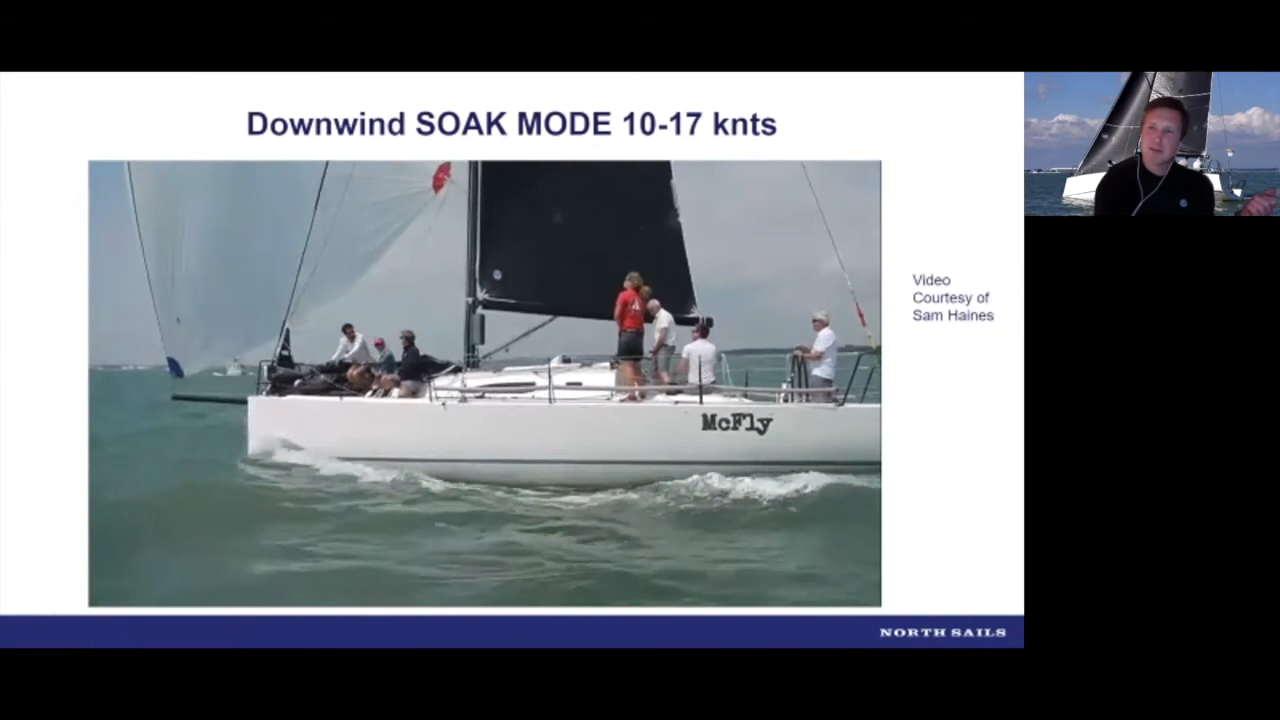 Downwind SOAK MODE 10-17 knts
Video
Courtesy of
Sam Haines
McFly
NORTH SAILS